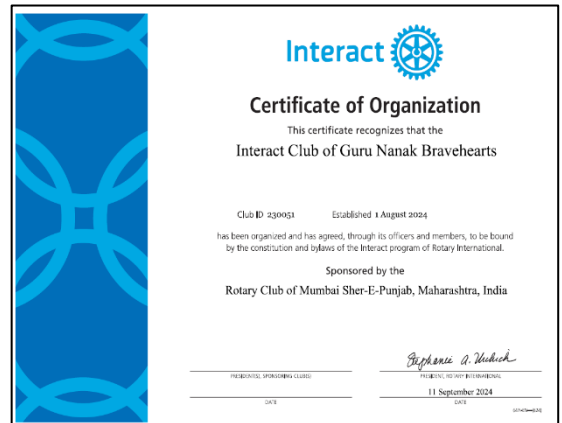 Interact
Certificate of Organization
This certificate recognizes that the
Interact Club of Guru Nanak Bravehearts
Club ID 230051 Established 1 August 2024
has been organized and has agreed, through its officers and members, to be bound
by the constitution and bylaws of the Interact program of Rotary International.
Sponsored by the
Rotary Club of Mumbai Sher-E-Punjab, Maharashtra, India
Stephanie A. Urchick
PRESIDENT(S), SPONSORING CLUB(S) PRESIDENT, ROTARY INTERNATIONAL
11 September 2024
DATE DATE